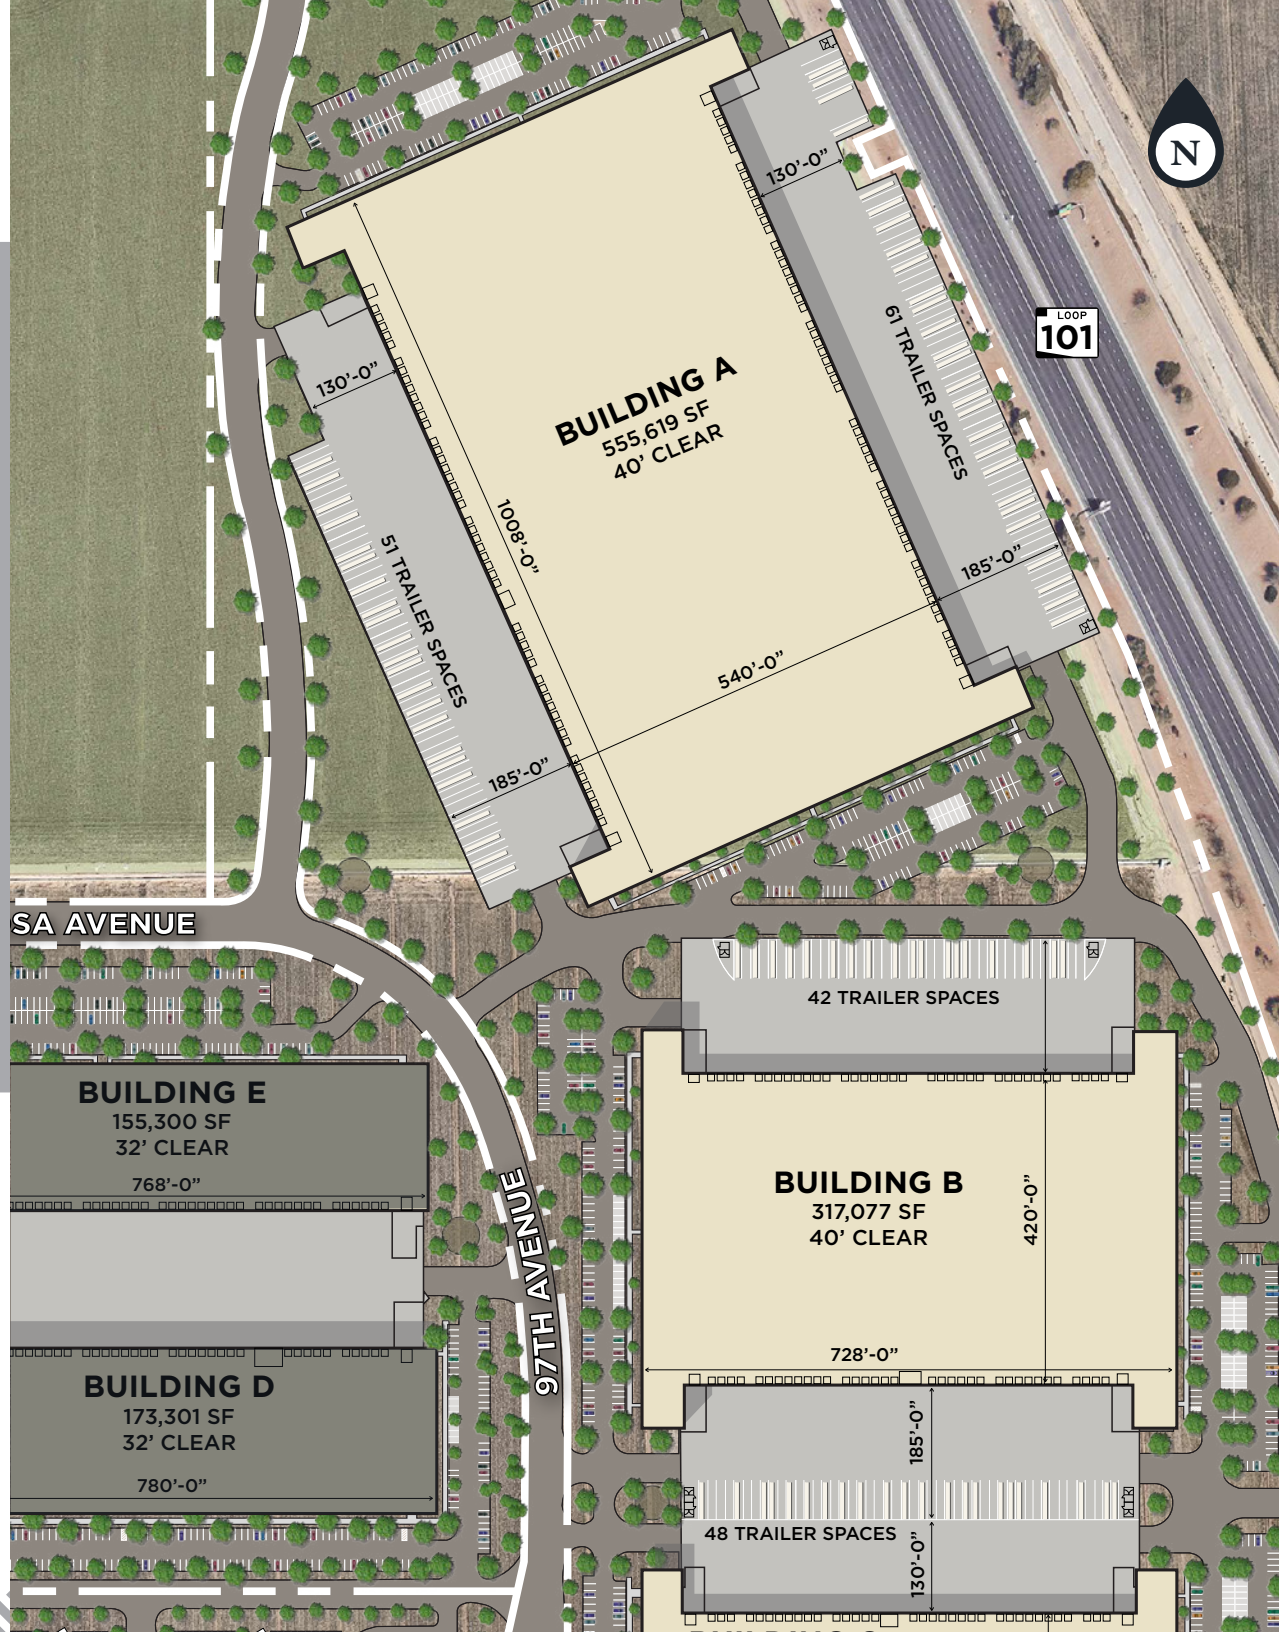 N
LOOP
101
130'-0"
61 TRAILER SPACES
130'-0"
BUILDING A
555,619 SF
40' CLEAR
1008'-0"
51 TRAILER SPACES
185'-0"
540'-0"
185'-0"
SA AVENUE
42 TRAILER SPACES
BUILDING E
155,300 SF
32' CLEAR
768'-0"
97TH AVENUE
BUILDING B
317,077 SF
40' CLEAR
420'-0"
728'-0"
BUILDING D
173,301 SF
32' CLEAR
780'-0"
185'-0"
48 TRAILER SPACES
130'-0"